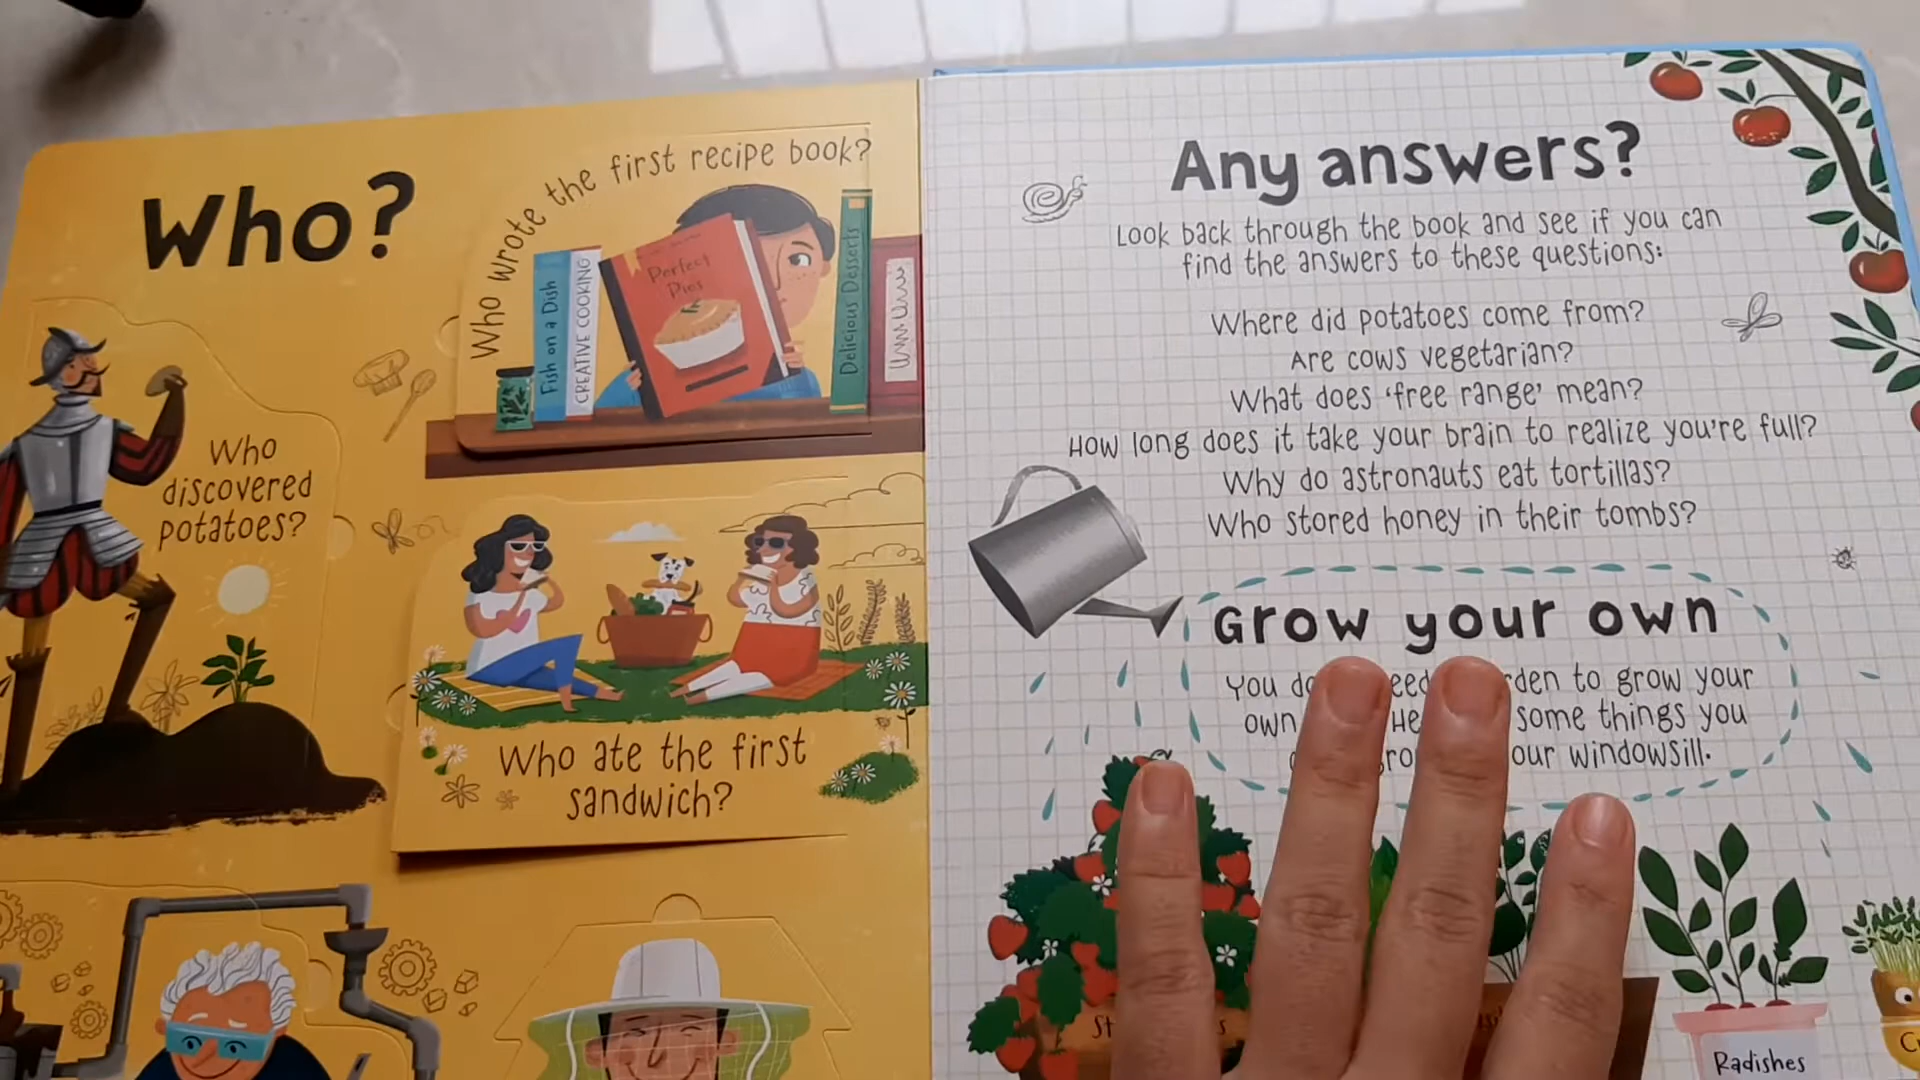 Who?
Who wrote the first recipe book?
Fish on a Dish
CREATIVE COOKING
Perfect
Pies
Delicious Desserts
Who
discovered
potatoes?
Who ate the first
sandwich?
Any answers?
Look back through the book and see if you can
find the answers to these questions:
Where did potatoes come from?
Are cows vegetarian?
What does 'free range' mean?
How long does it take your brain to realize you're full?
Why do astronauts eat tortillas?
Who stored honey in their tombs?
Grow your own
You to grow your
own some things you
windowsill.
Radishes